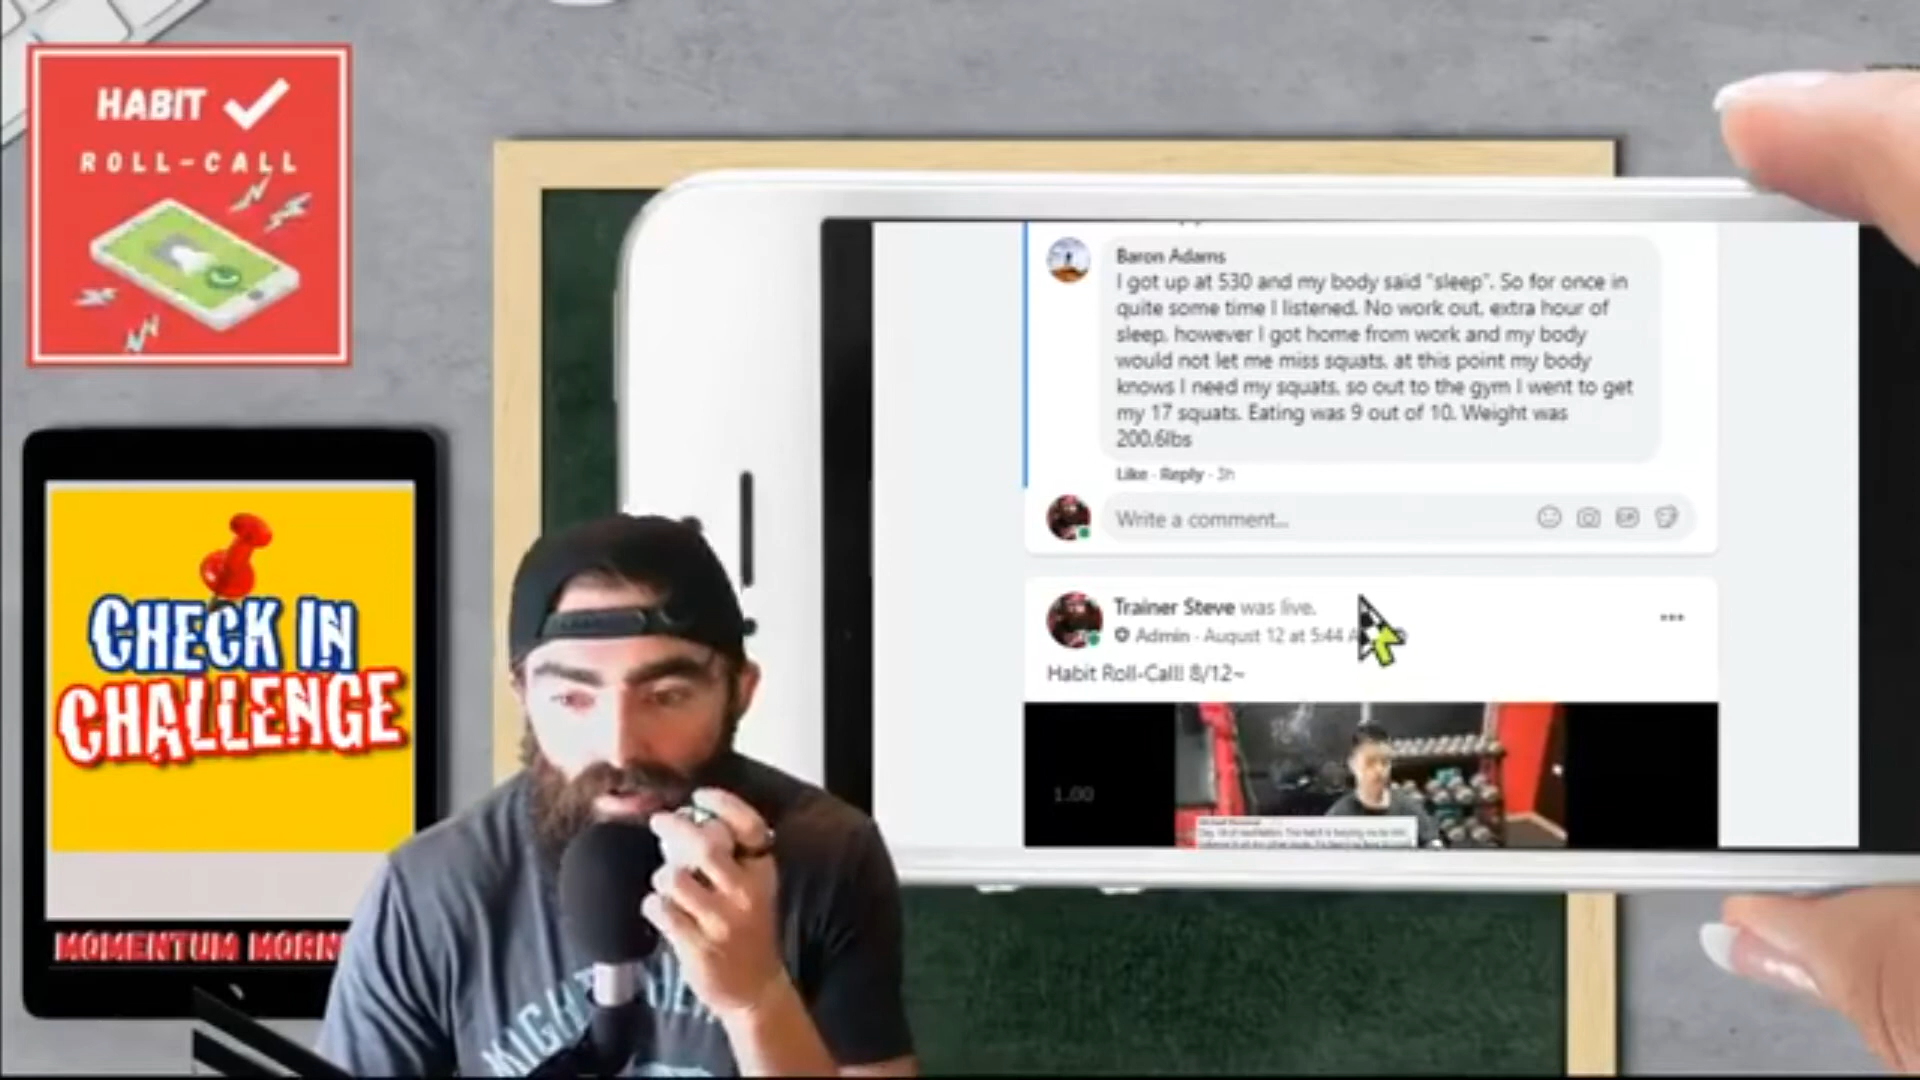 HABIT
ROLL-CALL
CHECK IN
CHALLENGE
MOMENTUM MORN
Baron Adams
I got up at 530 and my body said "sleep". So for once in
quite some time I listened. No work out, extra hour of
sleep, however I got home from work and my body
would not let me miss squats, at this point my body
knows I need my squats, so out to the gym I went to get
my 17 squats. Eating was 9 out of 10. Weight was
200.6lbs
Like · Reply · 3h
Write a comment...
GIF
Trainer Steve was live.
Admin · August 12 at 5:44 A
Habit Roll-Call! 8/12~
1.00